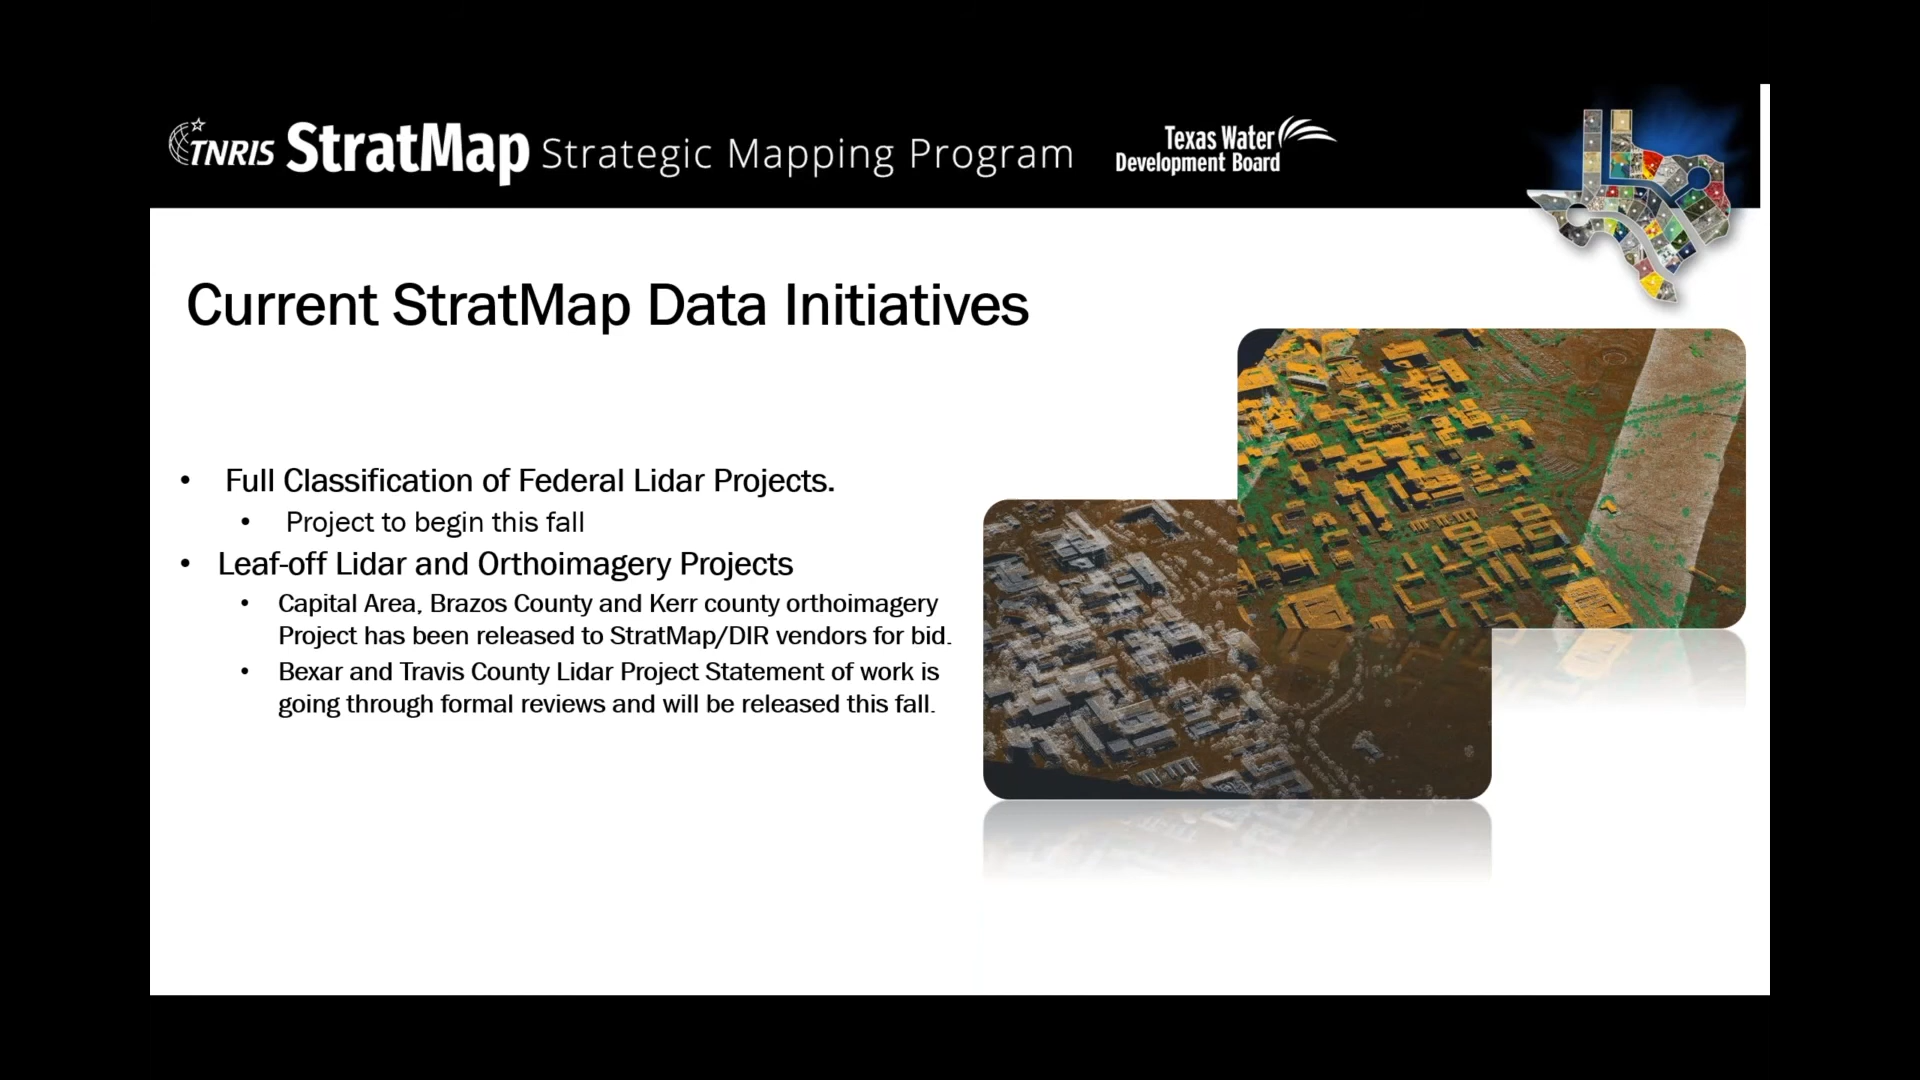 TNRIS StratMap Strategic Mapping Program
Texas Water
Development Board
Current StratMap Data Initiatives
• Full Classification of Federal Lidar Projects.
• Project to begin this fall
• Leaf-off Lidar and Orthoimagery Projects
• Capital Area, Brazos County and Kerr county orthoimagery
Project has been released to StratMap/DIR vendors for bid.
• Bexar and Travis County Lidar Project Statement of work is
going through formal reviews and will be released this fall.